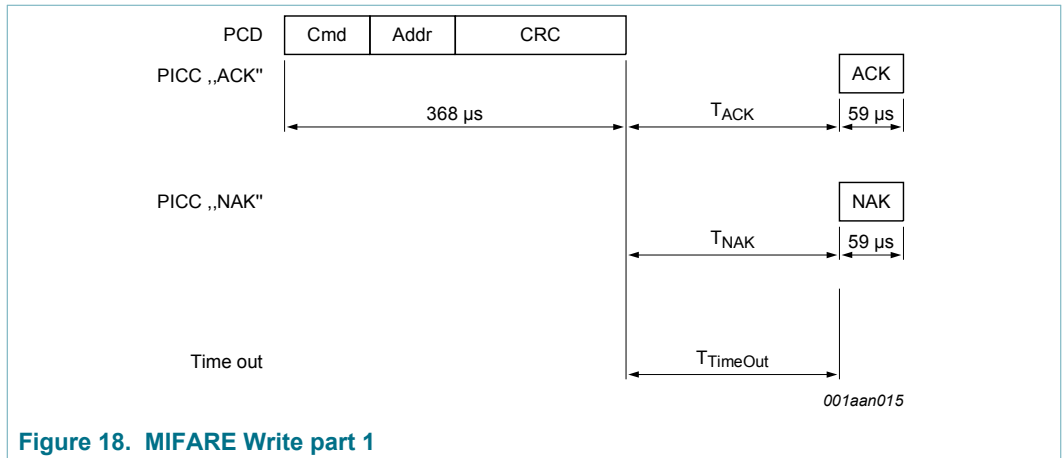 PCD Cmd Addr CRC
PICC ,,ACK" ACK
368 µs TACK 59 µs
PICC ,,NAK" NAK
TNAK 59 µs
Time out TTimeOut
001aan015
Figure 18. MIFARE Write part 1